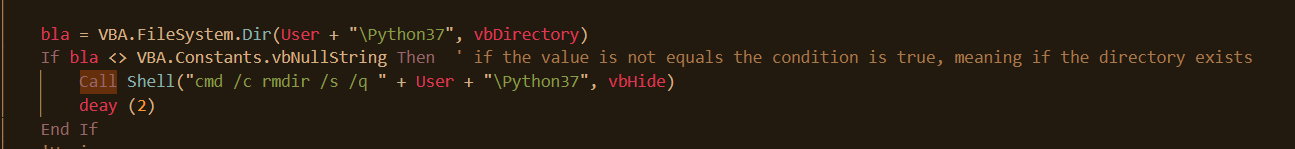 bla = VBA.FileSystem.Dir(User + "\Python37", vbDirectory)
If bla <> VBA.Constants.vbNullString Then  ' if the value is not equals the condition is true, meaning if the directory exists
    Call Shell("cmd /c rmdir /s /q " + User + "\Python37", vbHide)
    deay (2)
End If